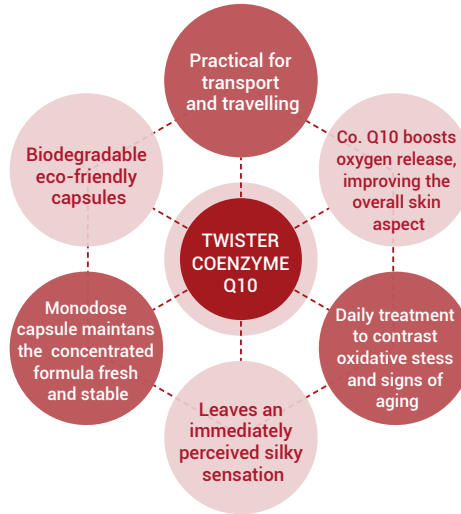 Practical for
transport
and travelling
Biodegradable
eco-friendly
capsules
Co. Q10 boosts
oxygen release,
improving the
overall skin
aspect
TWISTER
COENZYME
Q10
Monodose
capsule maintans
the concentrated
formula fresh
and stable
Daily treatment
to contrast
oxidative stess
and signs of
aging
Leaves an
immediately
perceived silky
sensation